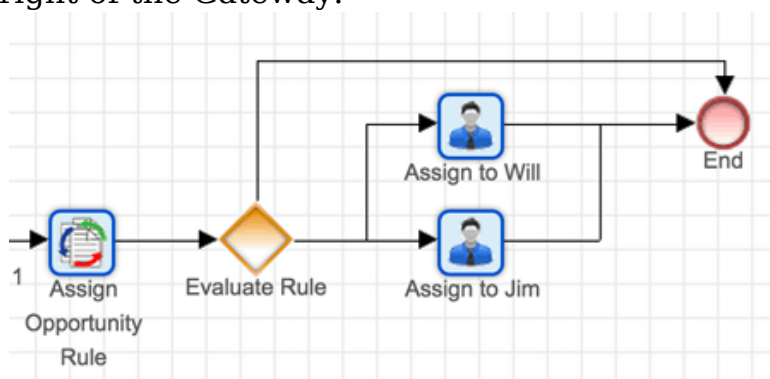 right of the Gateway.
Assign to Will
End
1
Assign
Opportunity
Rule
Evaluate Rule
Assign to Jim